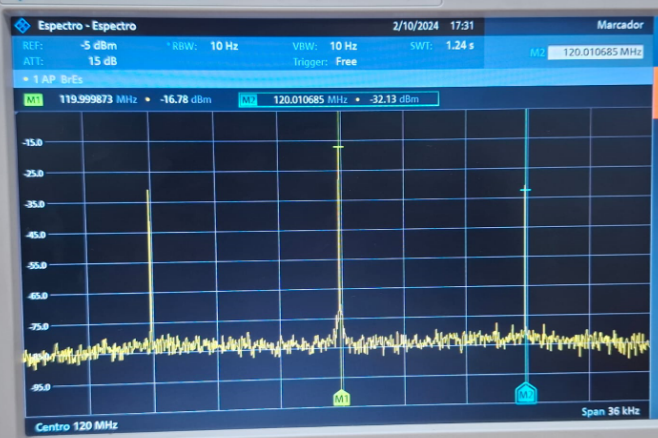 Espectro - Espectro 2/10/2024 17:31 Marcador
REF: -5 dBm * RBW: 10 Hz VBW: 10 Hz SWT: 1.24 s
ATT: 15 dB Trigger: Free
M2 120.010685 MHz
• 1 AP BrEs
M1 119.999873 MHz • -16.78 dBm M2 120.010685 MHz • -32.13 dBm
-15.0
-25.0
-35.0
-45.0
-55.0
-65.0
-75.0
-95.0
M1 M2
Centro 120 MHz Span 36 kHz